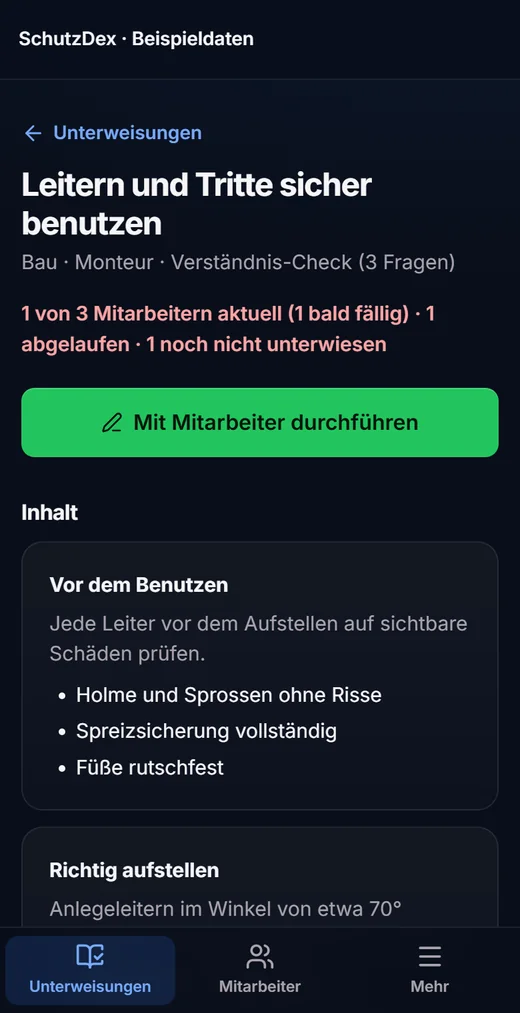 SchutzDex · Beispieldaten
Unterweisungen
Leitern und Tritte sicher
benutzen
Bau · Monteur · Verständnis-Check (3 Fragen)
1 von 3 Mitarbeitern aktuell (1 bald fällig) · 1
abgelaufen · 1 noch nicht unterwiesen
Mit Mitarbeiter durchführen
Inhalt
Vor dem Benutzen
Jede Leiter vor dem Aufstellen auf sichtbare
Schäden prüfen.
• Holme und Sprossen ohne Risse
• Spreizsicherung vollständig
• Füße rutschfest
Richtig aufstellen
Anlegeleitern im Winkel von etwa 70°
Unterweisungen
Mitarbeiter
Mehr